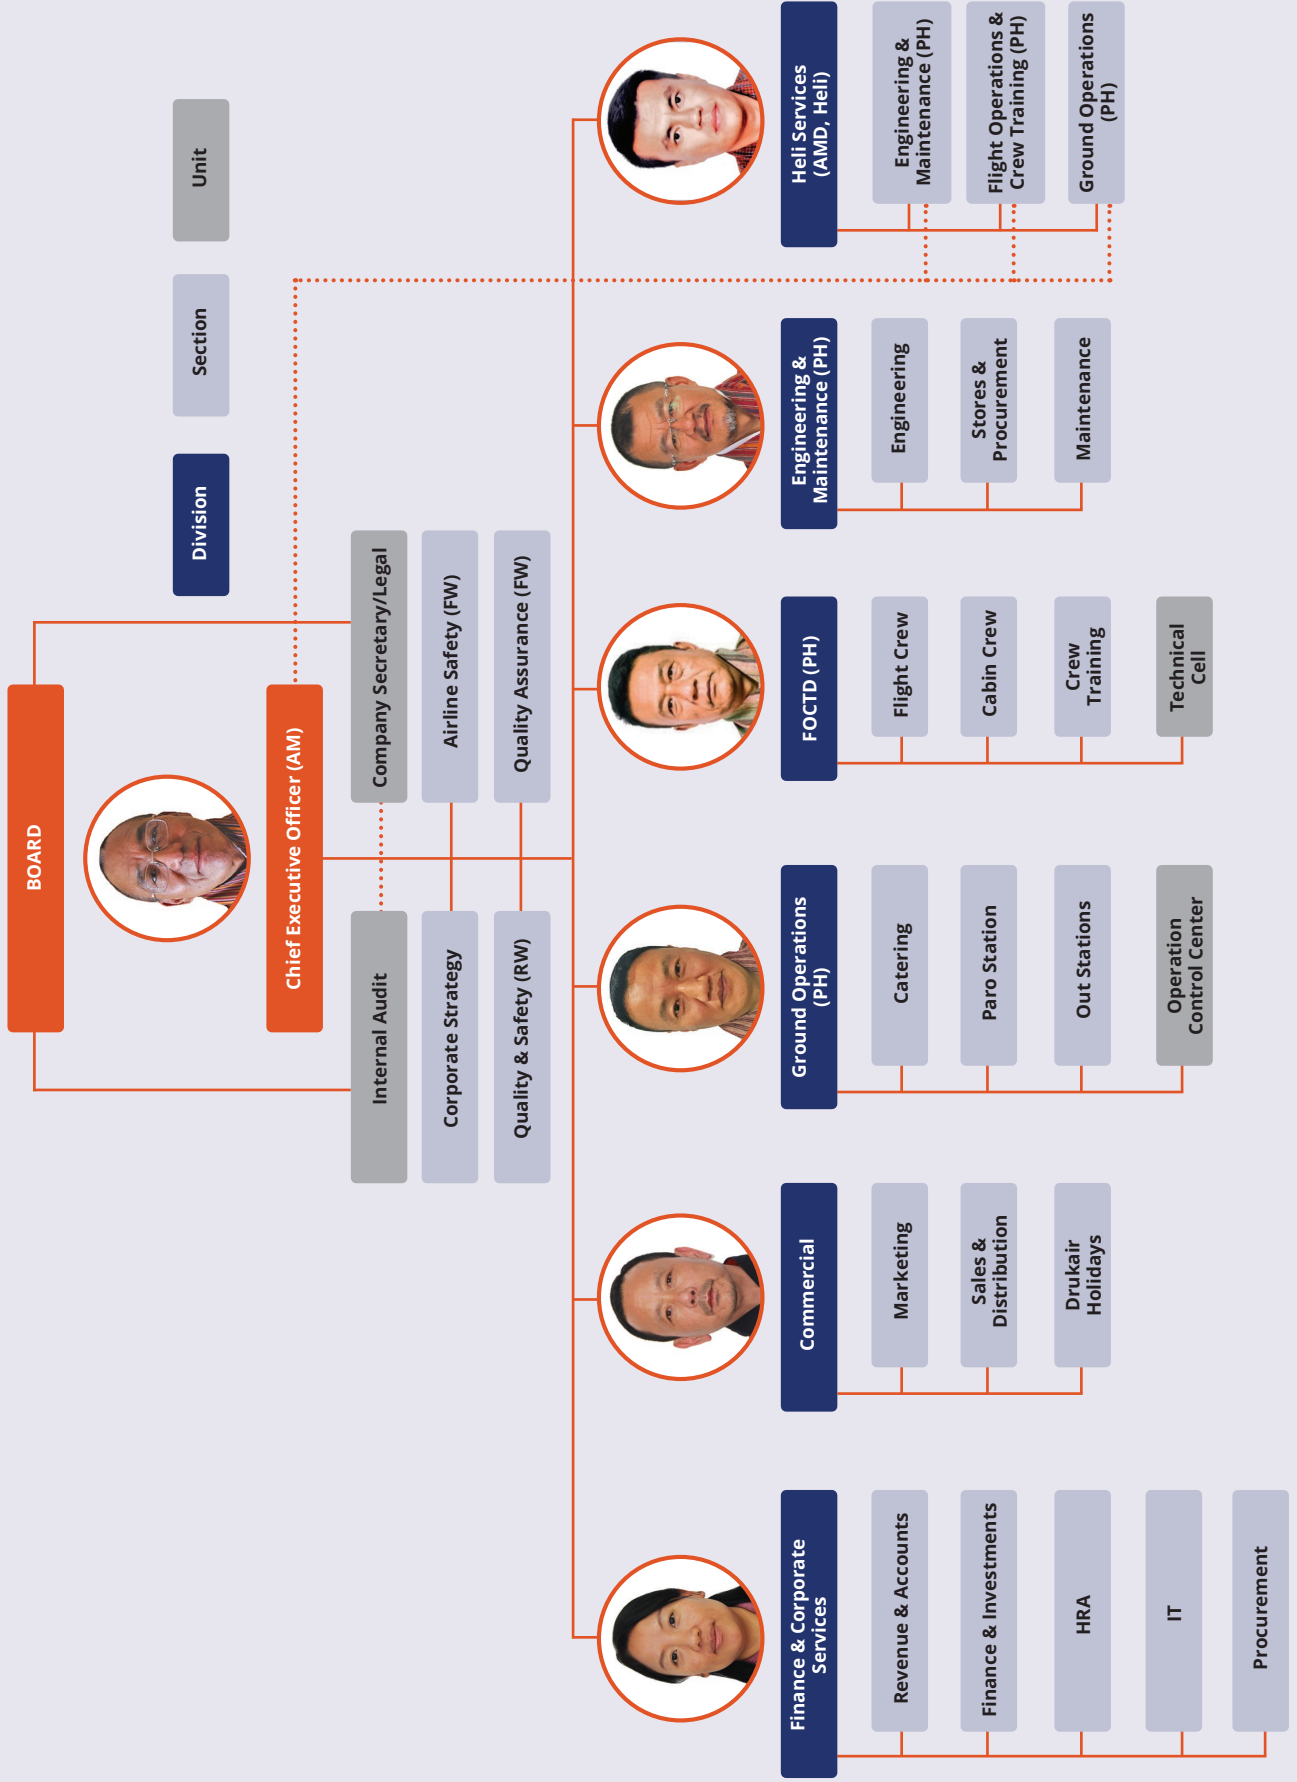 BOARD
Chief Executive Officer (AM)
Division
Section
Unit
Internal Audit
Company Secretary/Legal
Corporate Strategy
Airline Safety (FW)
Quality & Safety (RW)
Quality Assurance (FW)
Finance & Corporate
Services
Revenue & Accounts
Finance & Investments
HRA
IT
Procurement
Commercial
Marketing
Sales &
Distribution
Drukair
Holidays
Ground Operations
(PH)
Catering
Paro Station
Out Stations
Operation
Control Center
FOCTD (PH)
Flight Crew
Cabin Crew
Crew
Training
Technical
Cell
Engineering &
Maintenance (PH)
Engineering
Stores &
Procurement
Maintenance
Heli Services
(AMD, Heli)
Engineering &
Maintenance (PH)
Flight Operations &
Crew Training (PH)
Ground Operations
(PH)